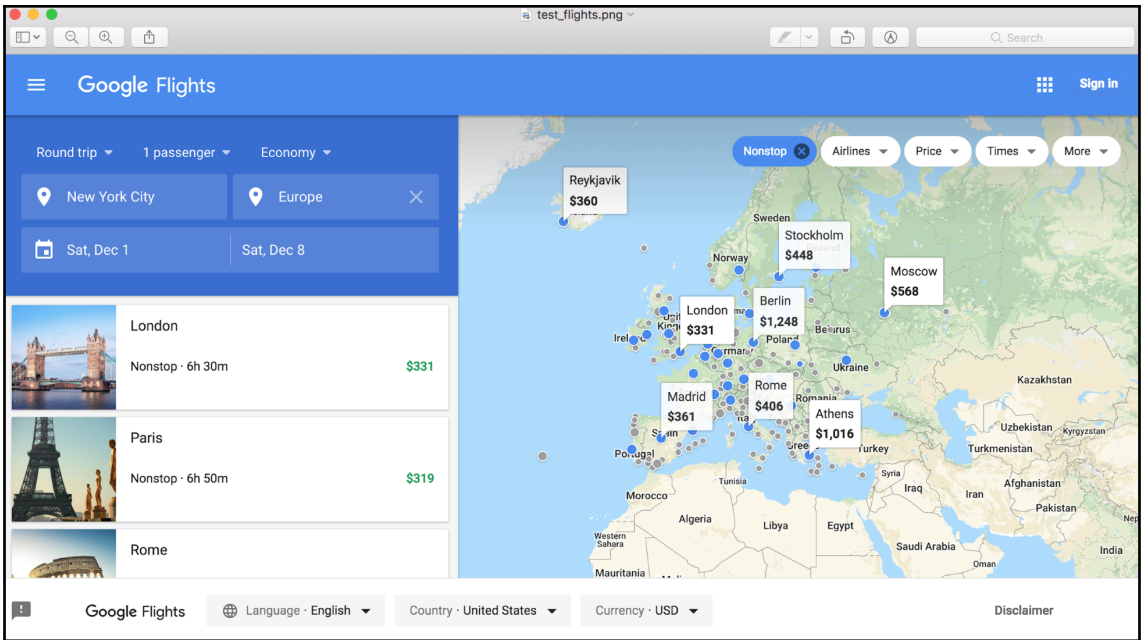 test_flights.png
Search
Google Flights
Sign in
Round trip
1 passenger
Economy
New York City
Europe
Sat, Dec 1
Sat, Dec 8
London
Nonstop · 6h 30m
$331
Paris
Nonstop · 6h 50m
$319
Rome
Nonstop
Airlines
Price
Times
More
Reykjavik
$360
Sweden
Stockholm
$448
Norway
Moscow
$568
London
$331
Berlin
$1,248
Belarus
Poland
Ukraine
Kazakhstan
Madrid
$361
Rome
$406
Romania
Athens
$1,016
Spain
Portugal
Turkey
Uzbekistan
Kyrgyzstan
Turkmenistan
Tunisia
Syria
Iraq
Iran
Afghanistan
Pakistan
Morocco
Algeria
Libya
Egypt
Western
Sahara
Saudi Arabia
India
Oman
Mauritania
Google Flights
Language · English
Country · United States
Currency · USD
Disclaimer